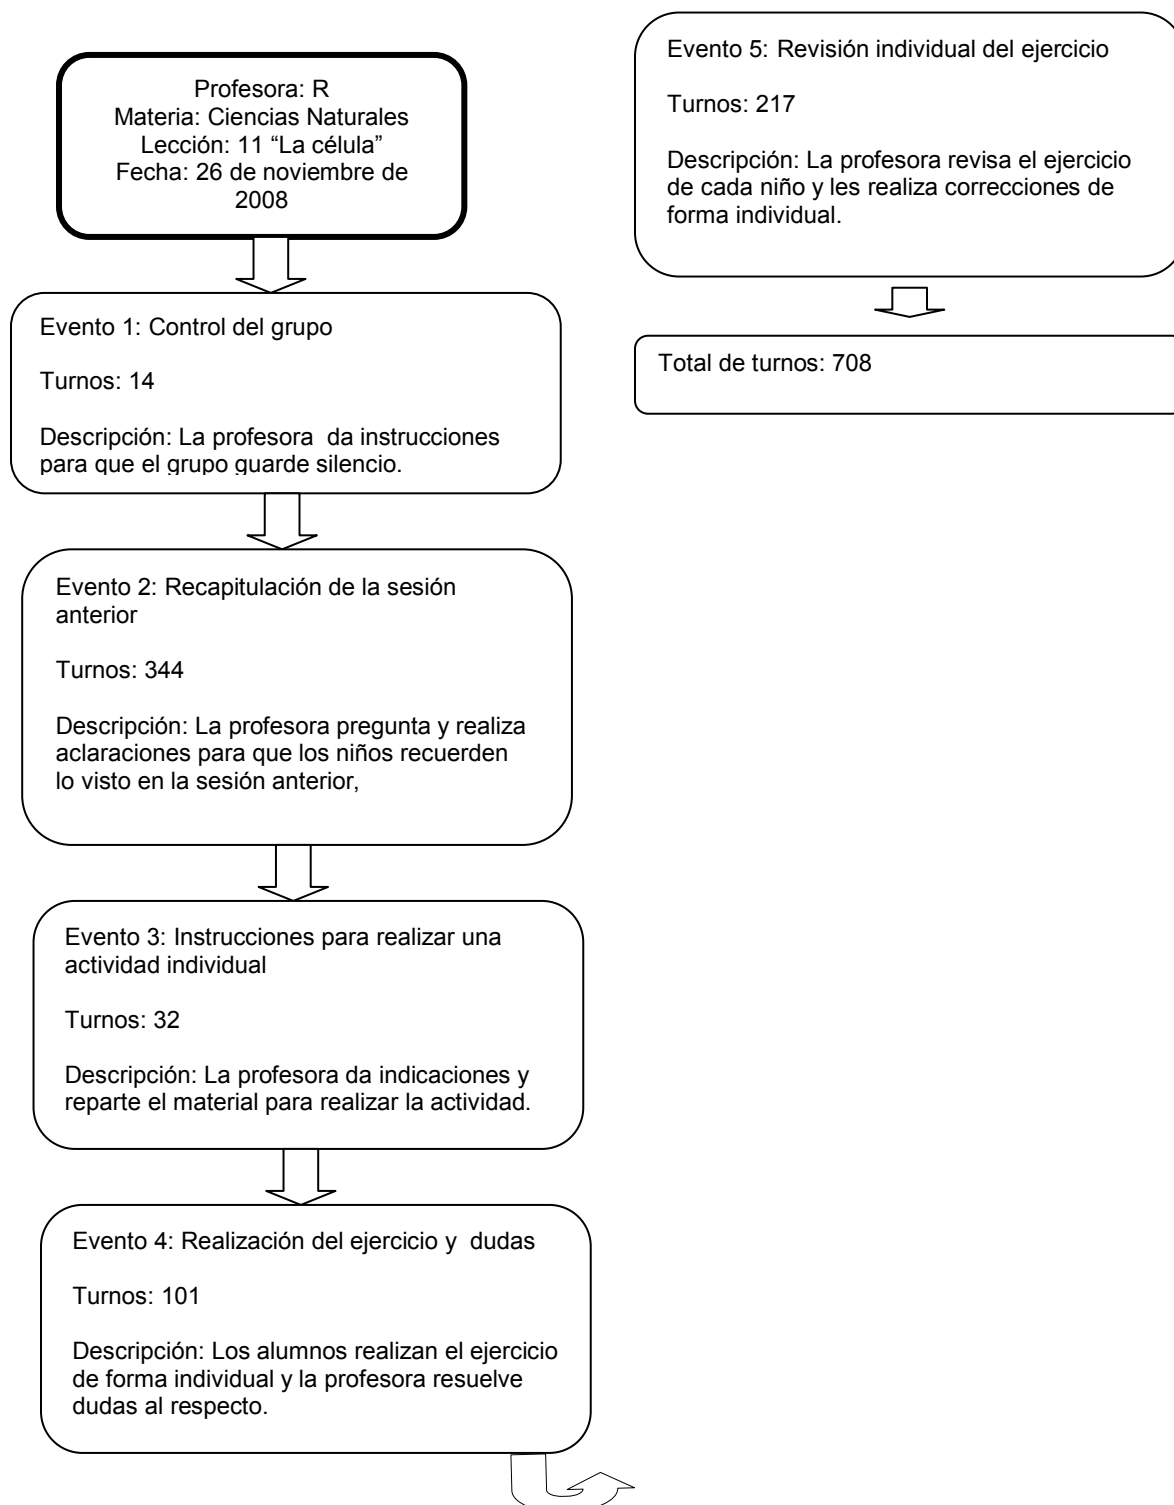 Profesora: R
Materia: Ciencias Naturales
Lección: 11 “La célula”
Fecha: 26 de noviembre de
2008
Evento 1: Control del grupo
Turnos: 14
Descripción: La profesora da instrucciones
para que el grupo guarde silencio.
Evento 2: Recapitulación de la sesión
anterior
Turnos: 344
Descripción: La profesora pregunta y realiza
aclaraciones para que los niños recuerden
lo visto en la sesión anterior,
Evento 3: Instrucciones para realizar una
actividad individual
Turnos: 32
Descripción: La profesora da indicaciones y
reparte el material para realizar la actividad.
Evento 4: Realización del ejercicio y dudas
Turnos: 101
Descripción: Los alumnos realizan el ejercicio
de forma individual y la profesora resuelve
dudas al respecto.
Evento 5: Revisión individual del ejercicio
Turnos: 217
Descripción: La profesora revisa el ejercicio
de cada niño y les realiza correcciones de
forma individual.
Total de turnos: 708